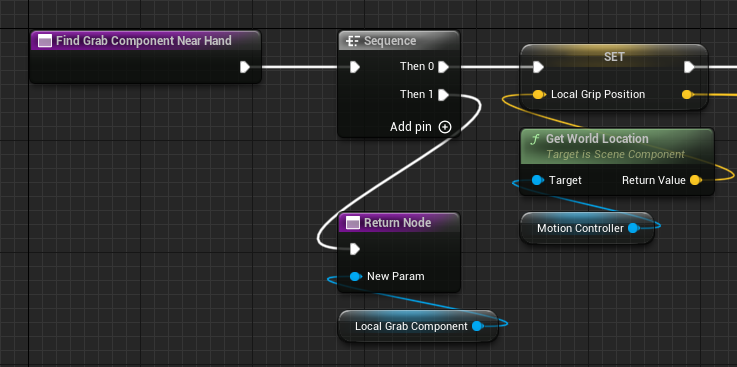 Find Grab Component Near Hand
Sequence
Then 0
Then 1
Add pin
SET
Local Grip Position
Get World Location
Target is Scene Component
Target
Return Value
Motion Controller
Return Node
New Param
Local Grab Component